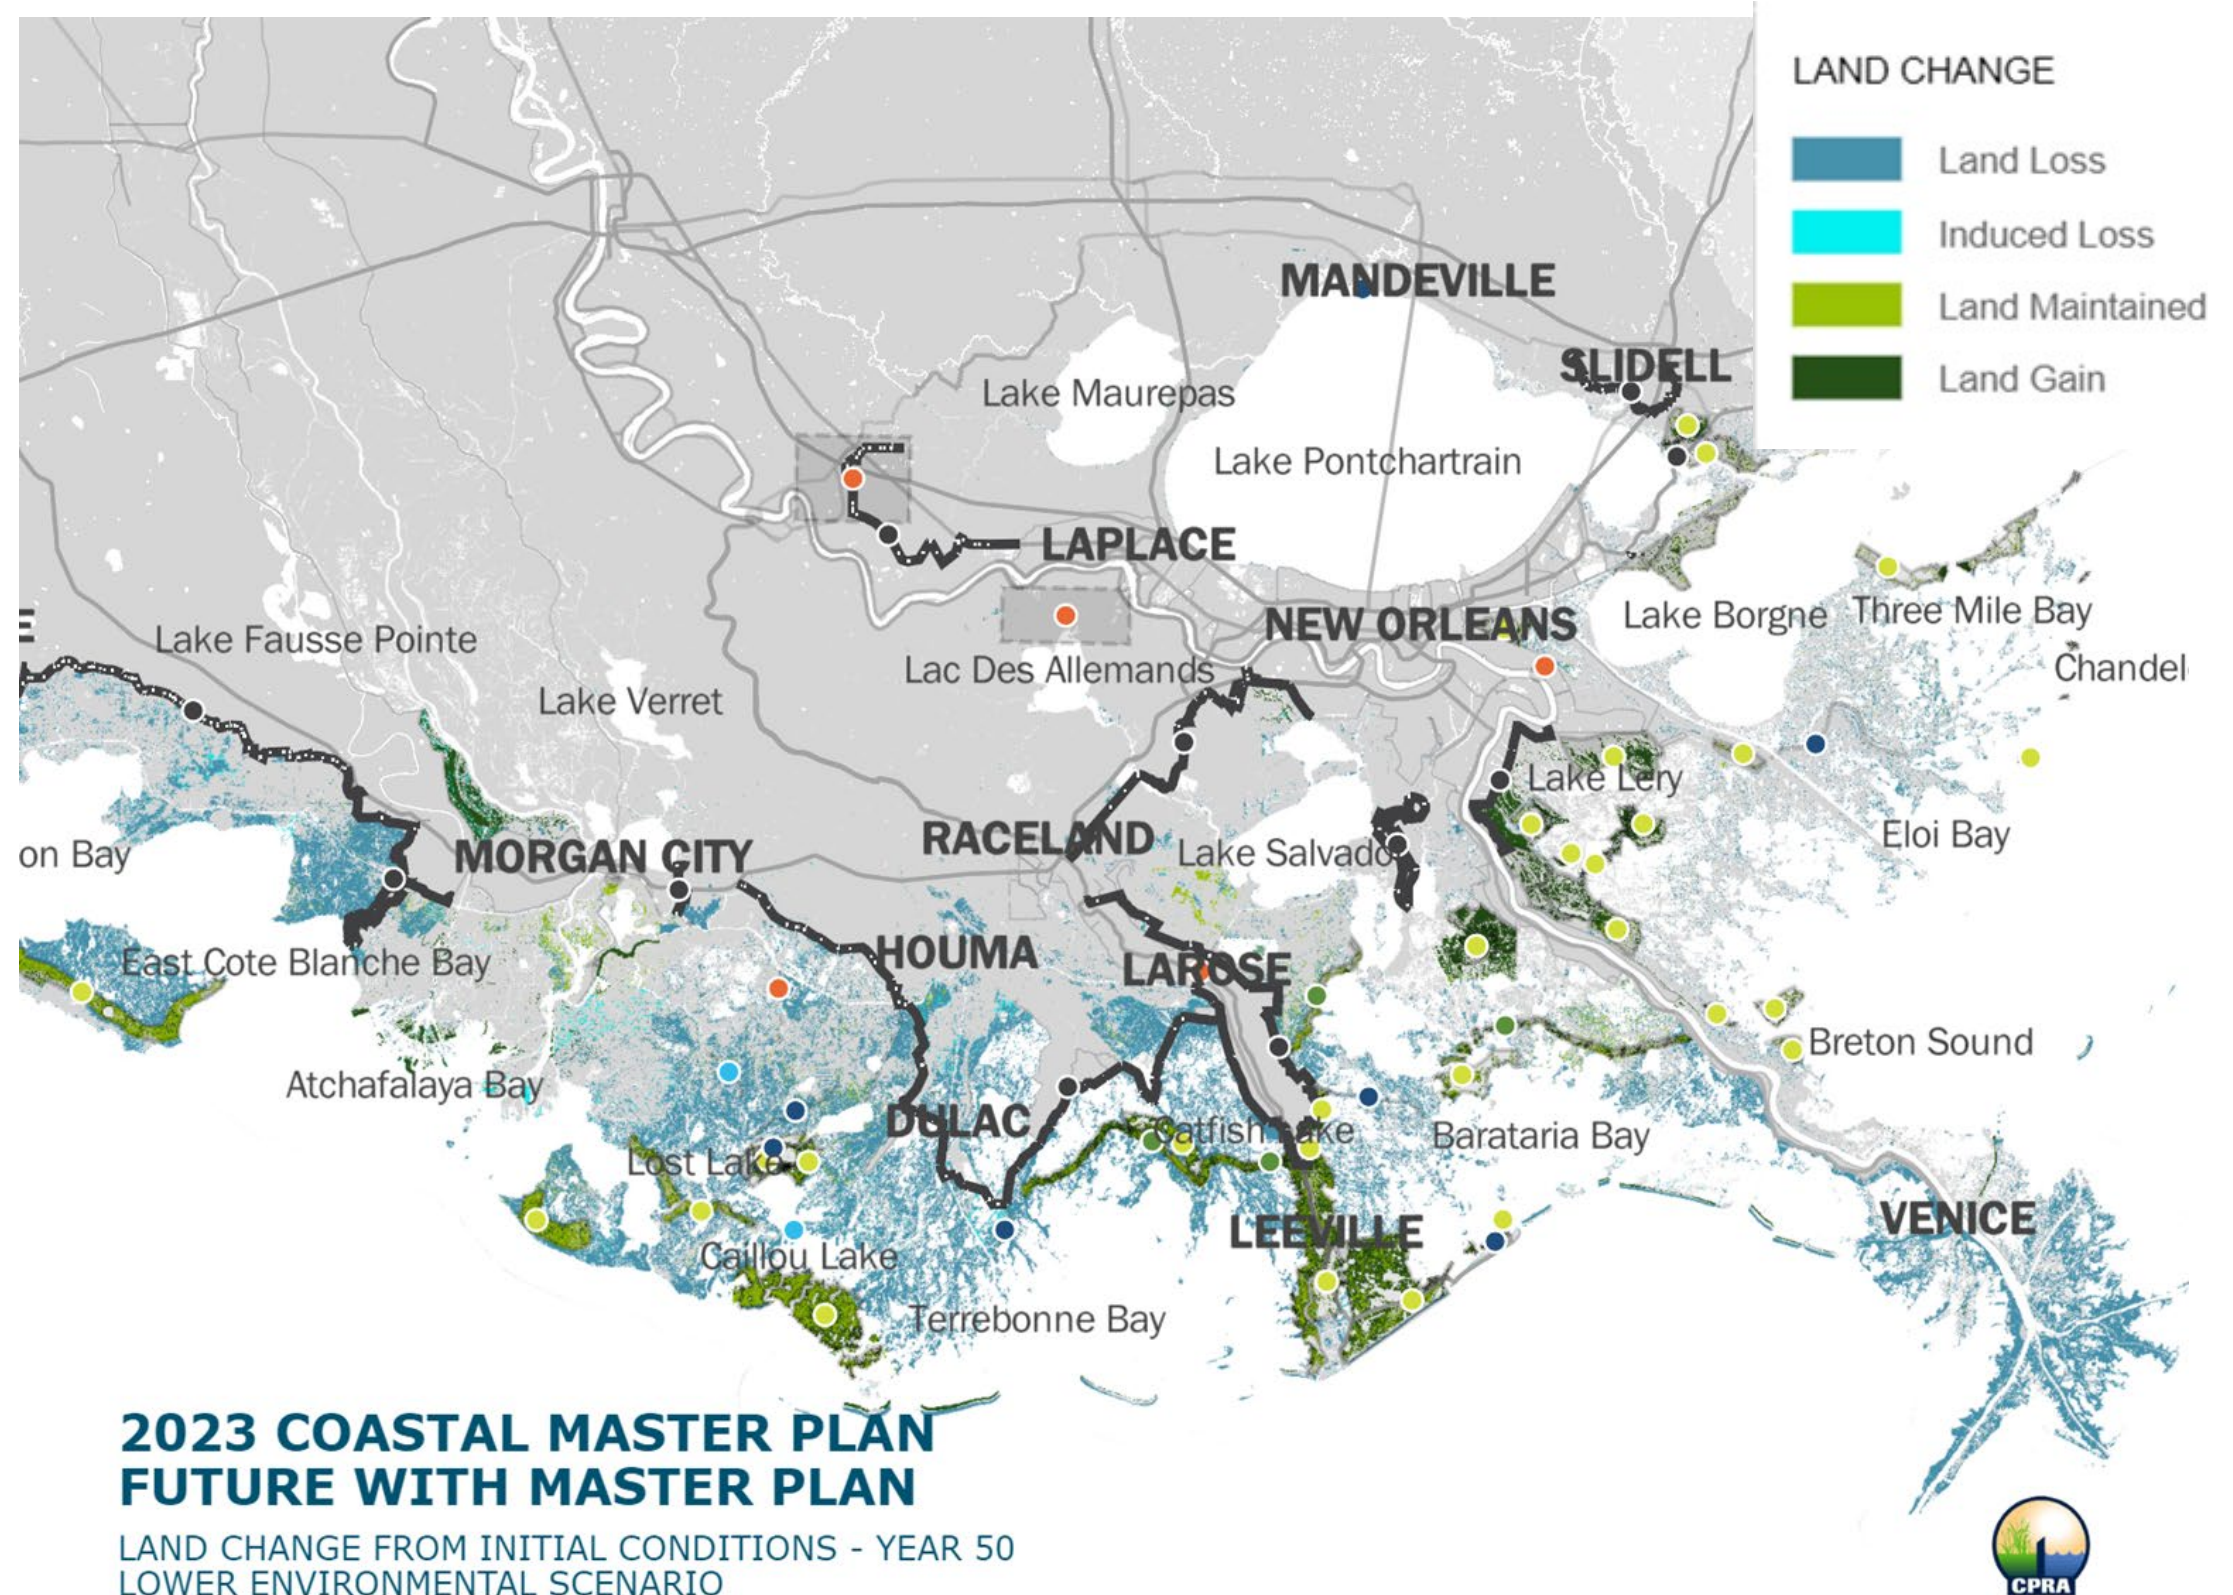 LAND CHANGE
Land Loss
Induced Loss
Land Maintained
Land Gain
MANDEVILLE
SLIDELL
Lake Maurepas
Lake Pontchartrain
LAPLACE
NEW ORLEANS
Lake Borgne
Three Mile Bay
E
Lake Fausse Pointe
Lac Des Allemands
Chandel
Lake Verret
Lake Lery
on Bay
MORGAN CITY
RACELAND
Lake Salvado
Eloi Bay
East Cote Blanche Bay
HOUMA
LAROSE
Breton Sound
Atchafalaya Bay
DULAC
Catfish Lake
Barataria Bay
Lost Lake
LEEVILLE
VENICE
Caillou Lake
Terrebonne Bay
2023 COASTAL MASTER PLAN
FUTURE WITH MASTER PLAN
LAND CHANGE FROM INITIAL CONDITIONS - YEAR 50
LOWER ENVIRONMENTAL SCENARIO
CPRA